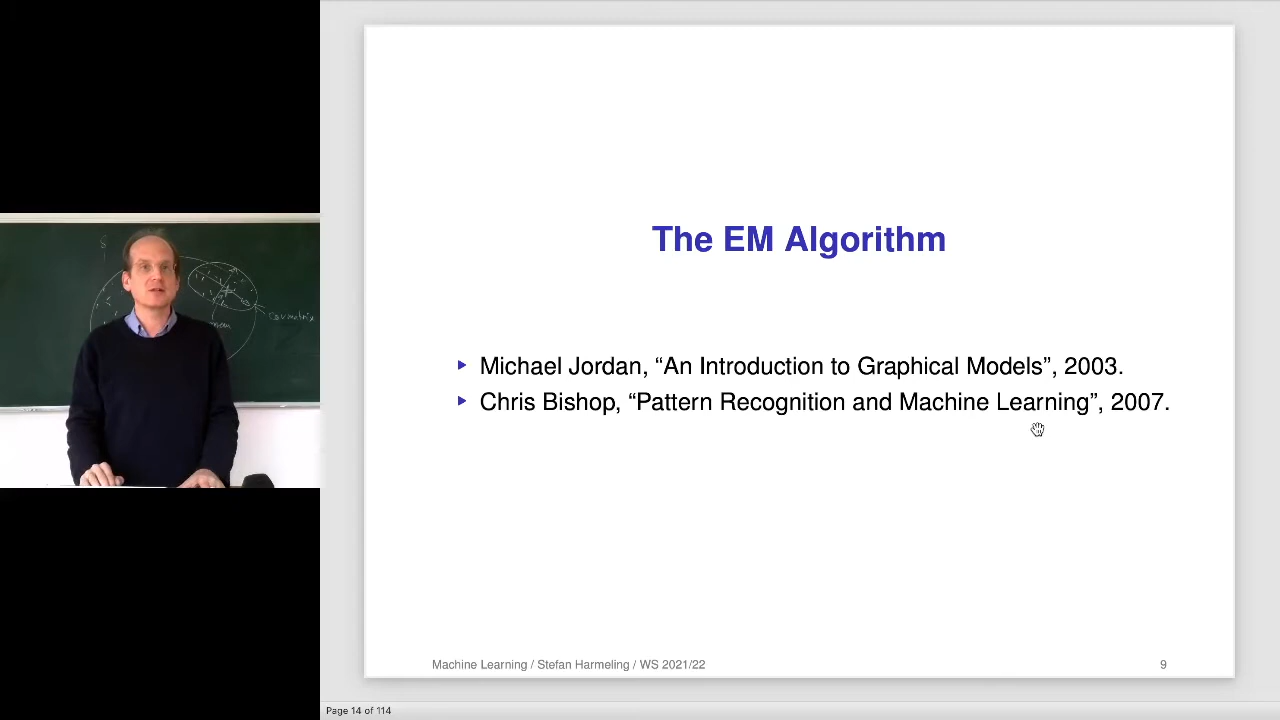 The EM Algorithm
▸ Michael Jordan, “An Introduction to Graphical Models”, 2003.
▸ Chris Bishop, “Pattern Recognition and Machine Learning”, 2007.
Machine Learning / Stefan Harmeling / WS 2021/22
9
Page 14 of 114